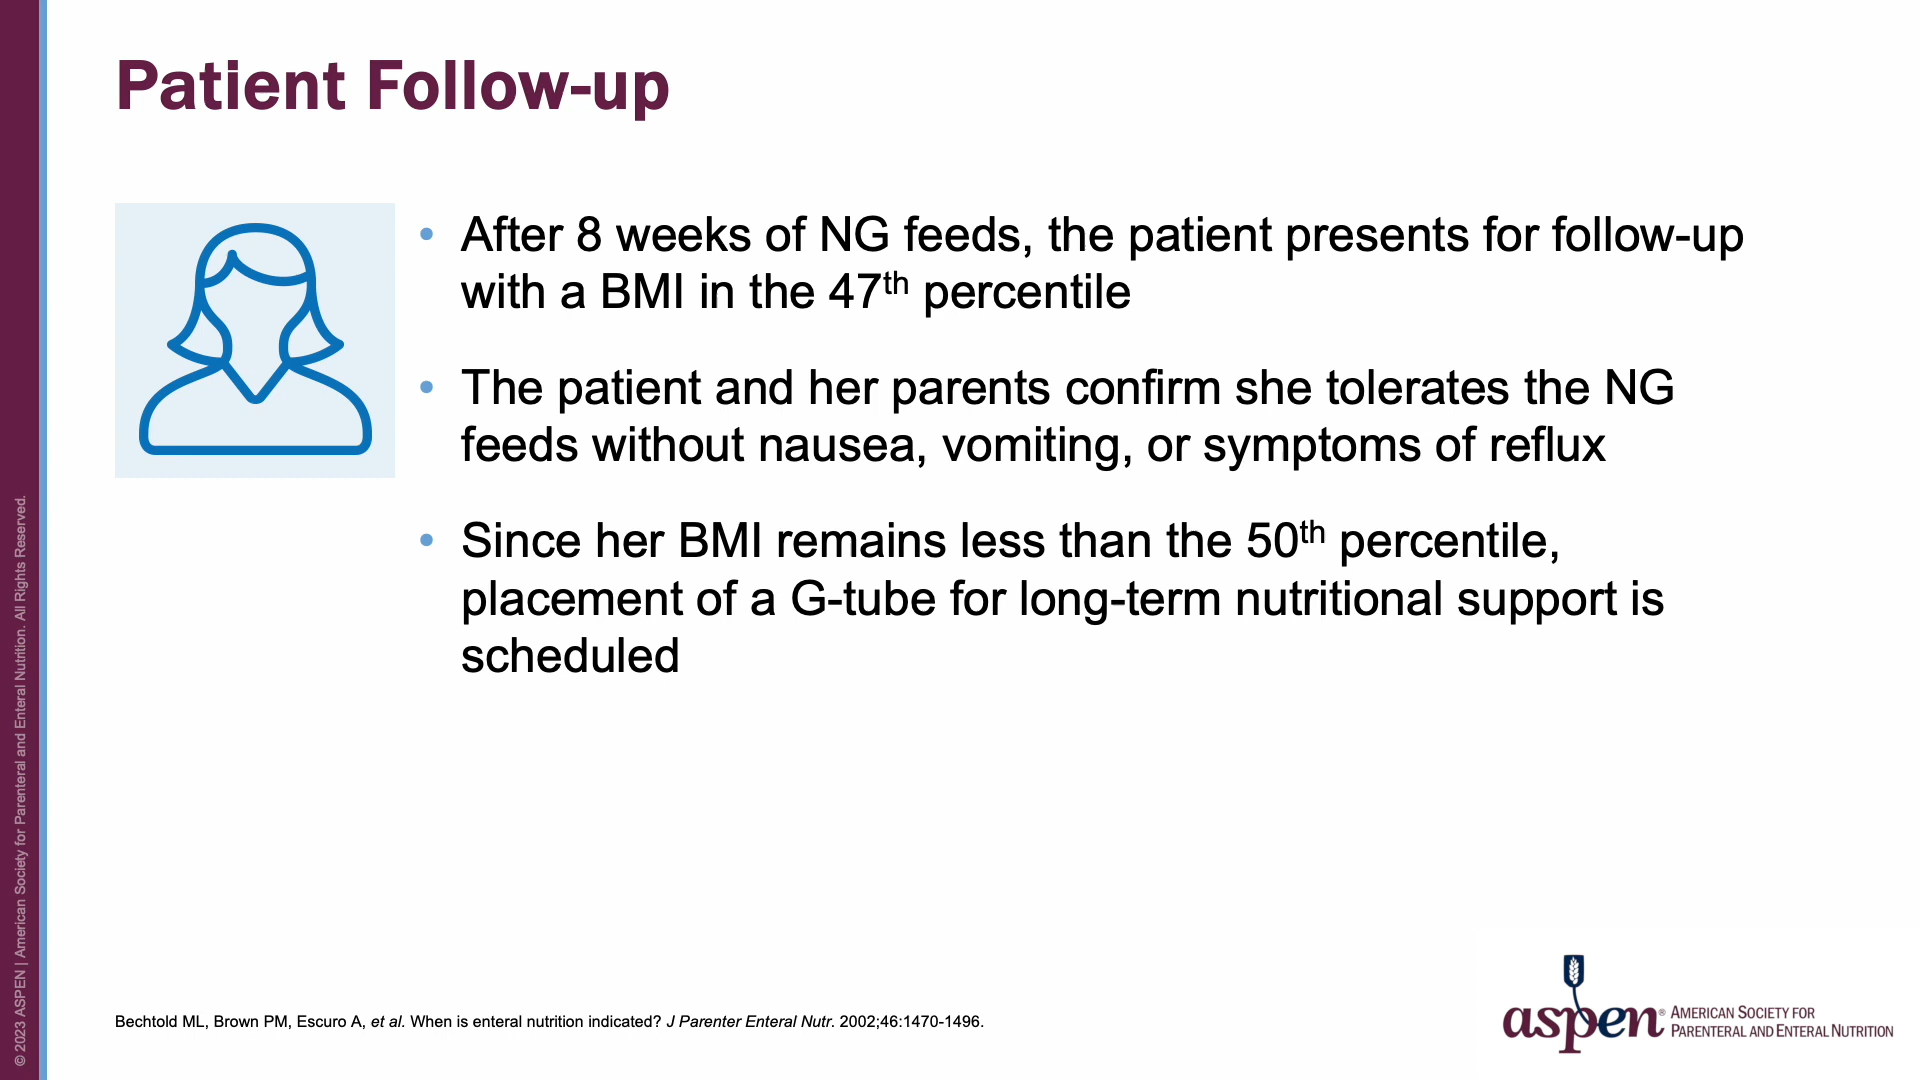 Patient Follow-up
• After 8 weeks of NG feeds, the patient presents for follow-up
with a BMI in the 47th percentile
• The patient and her parents confirm she tolerates the NG
feeds without nausea, vomiting, or symptoms of reflux
• Since her BMI remains less than the 50th percentile,
placement of a G-tube for long-term nutritional support is
scheduled
Bechtold ML, Brown PM, Escuro A, et al. When is enteral nutrition indicated? J Parenter Enteral Nutr. 2002;46:1470-1496.
aspen® AMERICAN SOCIETY FOR
PARENTERAL AND ENTERAL NUTRITION
© 2023 ASPEN | American Society for Parenteral and Enteral Nutrition. All Rights Reserved.